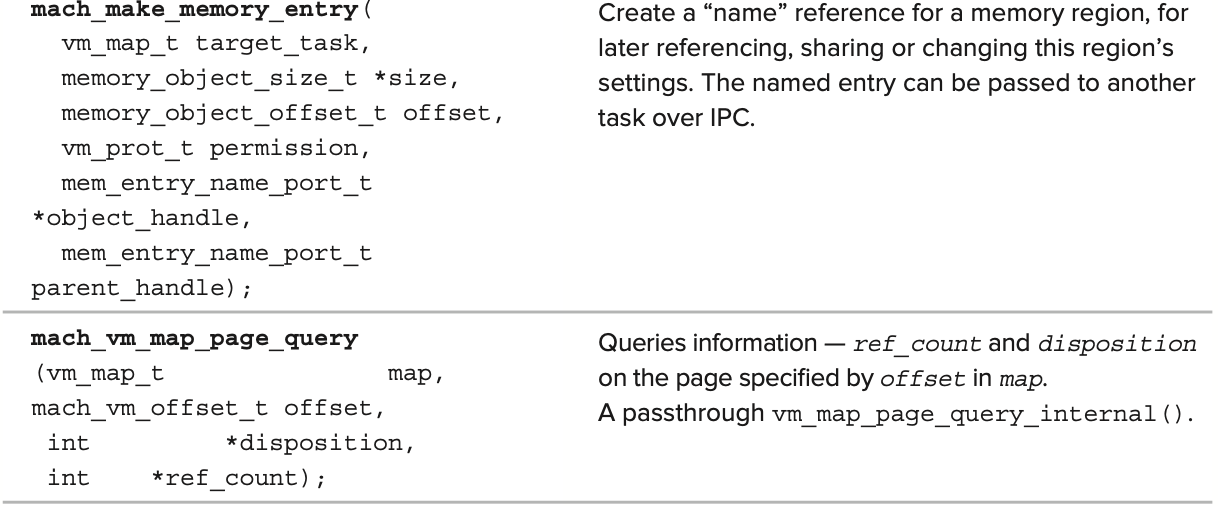 mach_make_memory_entry(
vm_map_t target_task,
memory_object_size_t *size,
memory_object_offset_t offset,
vm_prot_t permission,
mem_entry_name_port_t
*object_handle,
mem_entry_name_port_t
parent_handle);
Create a “name” reference for a memory region, for
later referencing, sharing or changing this region’s
settings. The named entry can be passed to another
task over IPC.
mach_vm_map_page_query
(vm_map_t map,
mach_vm_offset_t offset,
int *disposition,
int *ref_count);
Queries information — ref_count and disposition
on the page specified by offset in map.
A passthrough vm_map_page_query_internal().